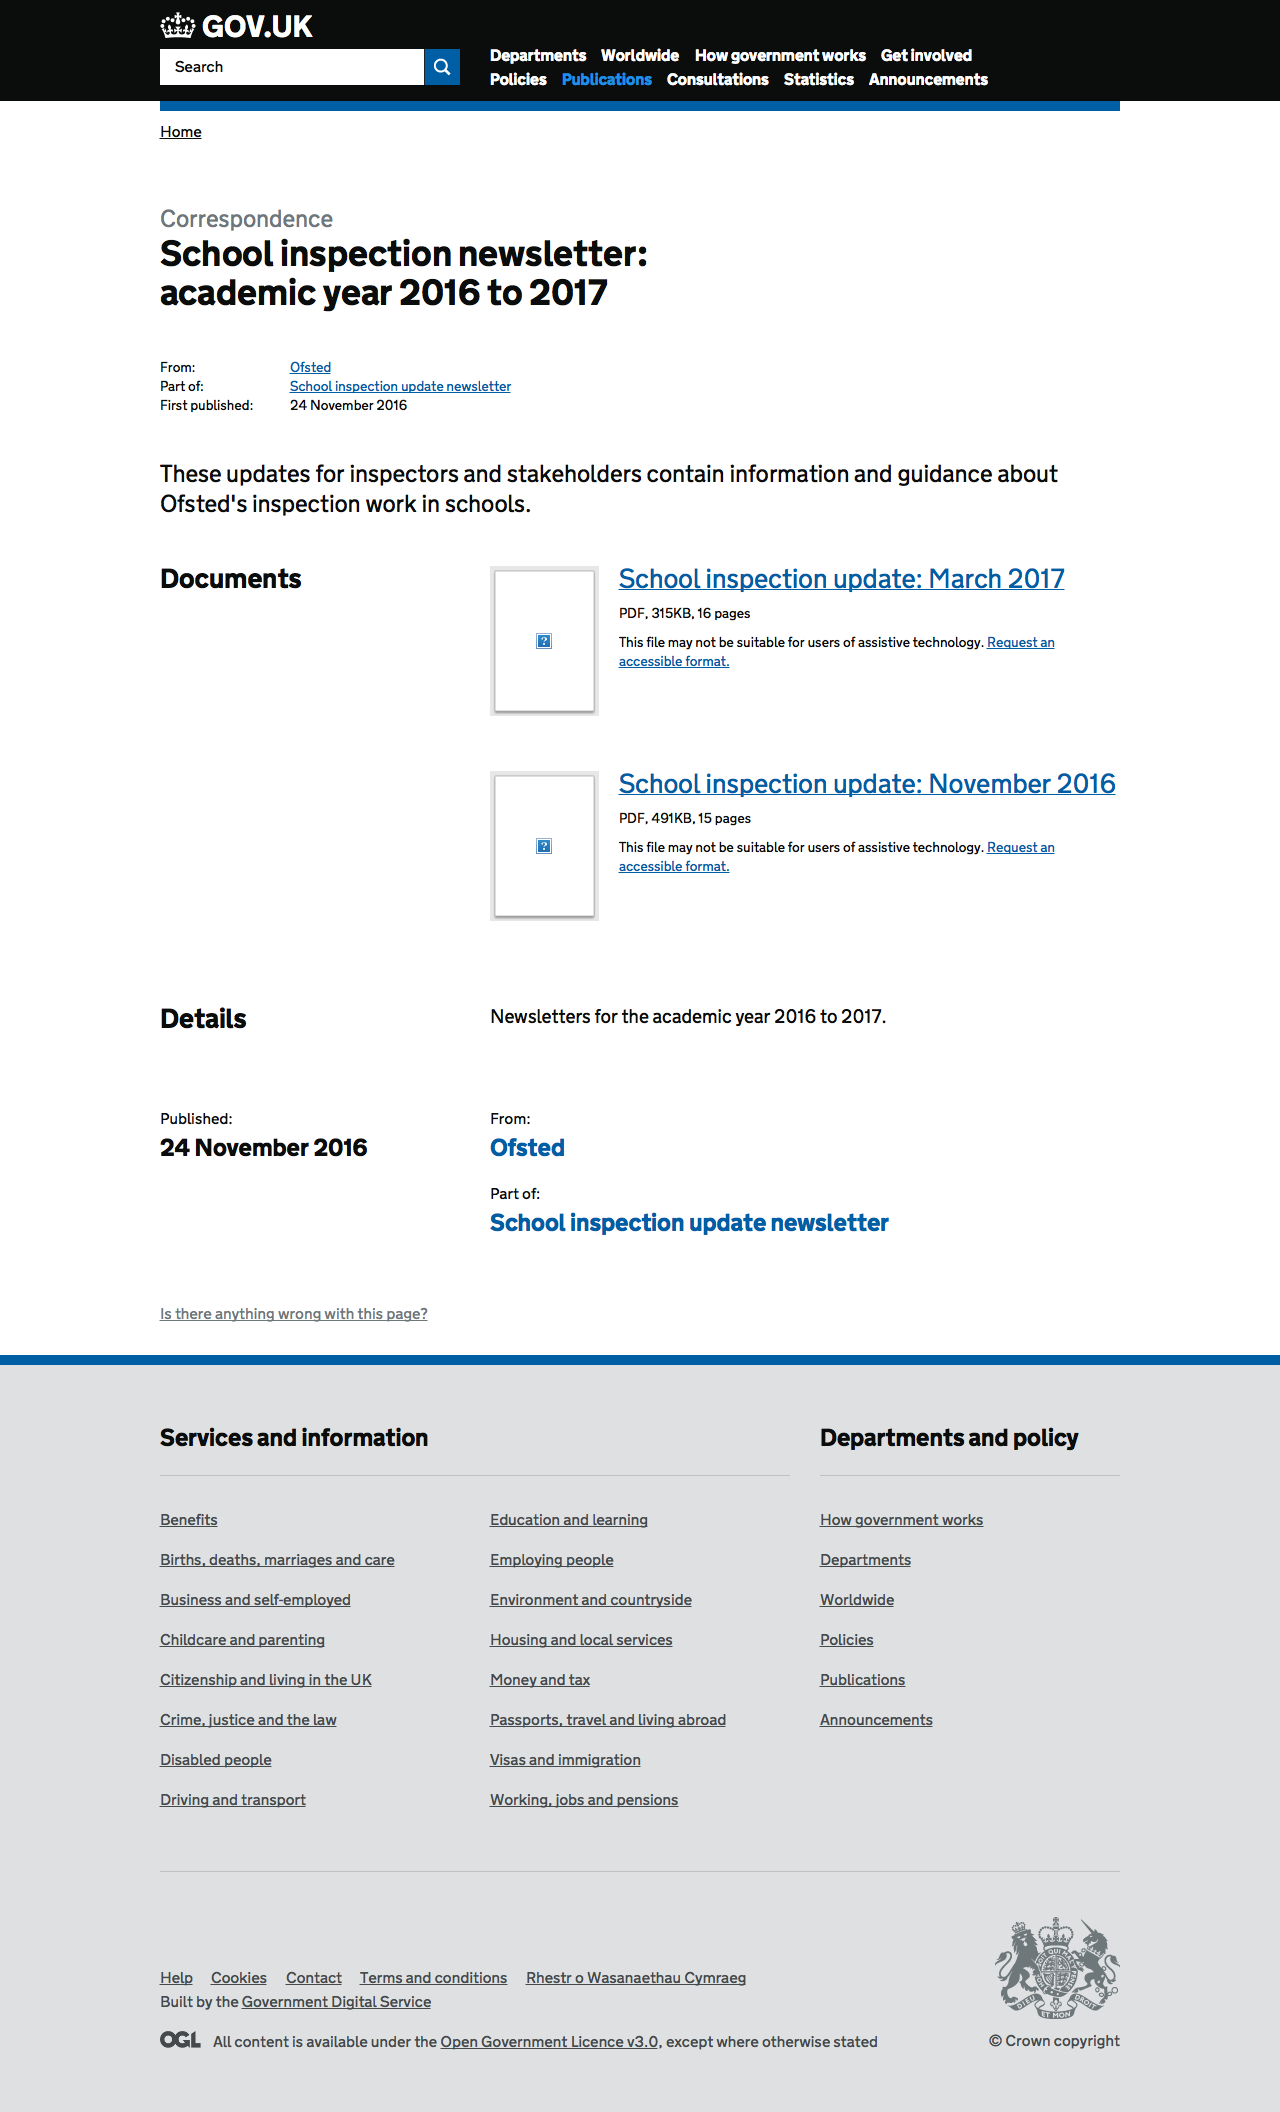 GOV.UK
Search
Departments Worldwide How government works Get involved
Policies Publications Consultations Statistics Announcements
Home
Correspondence
School inspection newsletter:
academic year 2016 to 2017
From: Ofsted
Part of: School inspection update newsletter
First published: 24 November 2016
These updates for inspectors and stakeholders contain information and guidance about
Ofsted's inspection work in schools.
Documents
School inspection update: March 2017
PDF, 315KB, 16 pages
This file may not be suitable for users of assistive technology. Request an
accessible format.
School inspection update: November 2016
PDF, 491KB, 15 pages
This file may not be suitable for users of assistive technology. Request an
accessible format.
Details
Newsletters for the academic year 2016 to 2017.
Published:
24 November 2016
From:
Ofsted
Part of:
School inspection update newsletter
Is there anything wrong with this page?
Services and information
Benefits
Births, deaths, marriages and care
Business and self-employed
Childcare and parenting
Citizenship and living in the UK
Crime, justice and the law
Disabled people
Driving and transport
Education and learning
Employing people
Environment and countryside
Housing and local services
Money and tax
Passports, travel and living abroad
Visas and immigration
Working, jobs and pensions
Departments and policy
How government works
Departments
Worldwide
Policies
Publications
Announcements
Help Cookies Contact Terms and conditions Rhestr o Wasanaethau Cymraeg
Built by the Government Digital Service
OGL All content is available under the Open Government Licence v3.0, except where otherwise stated
DIEU ET MON DROIT
© Crown copyright